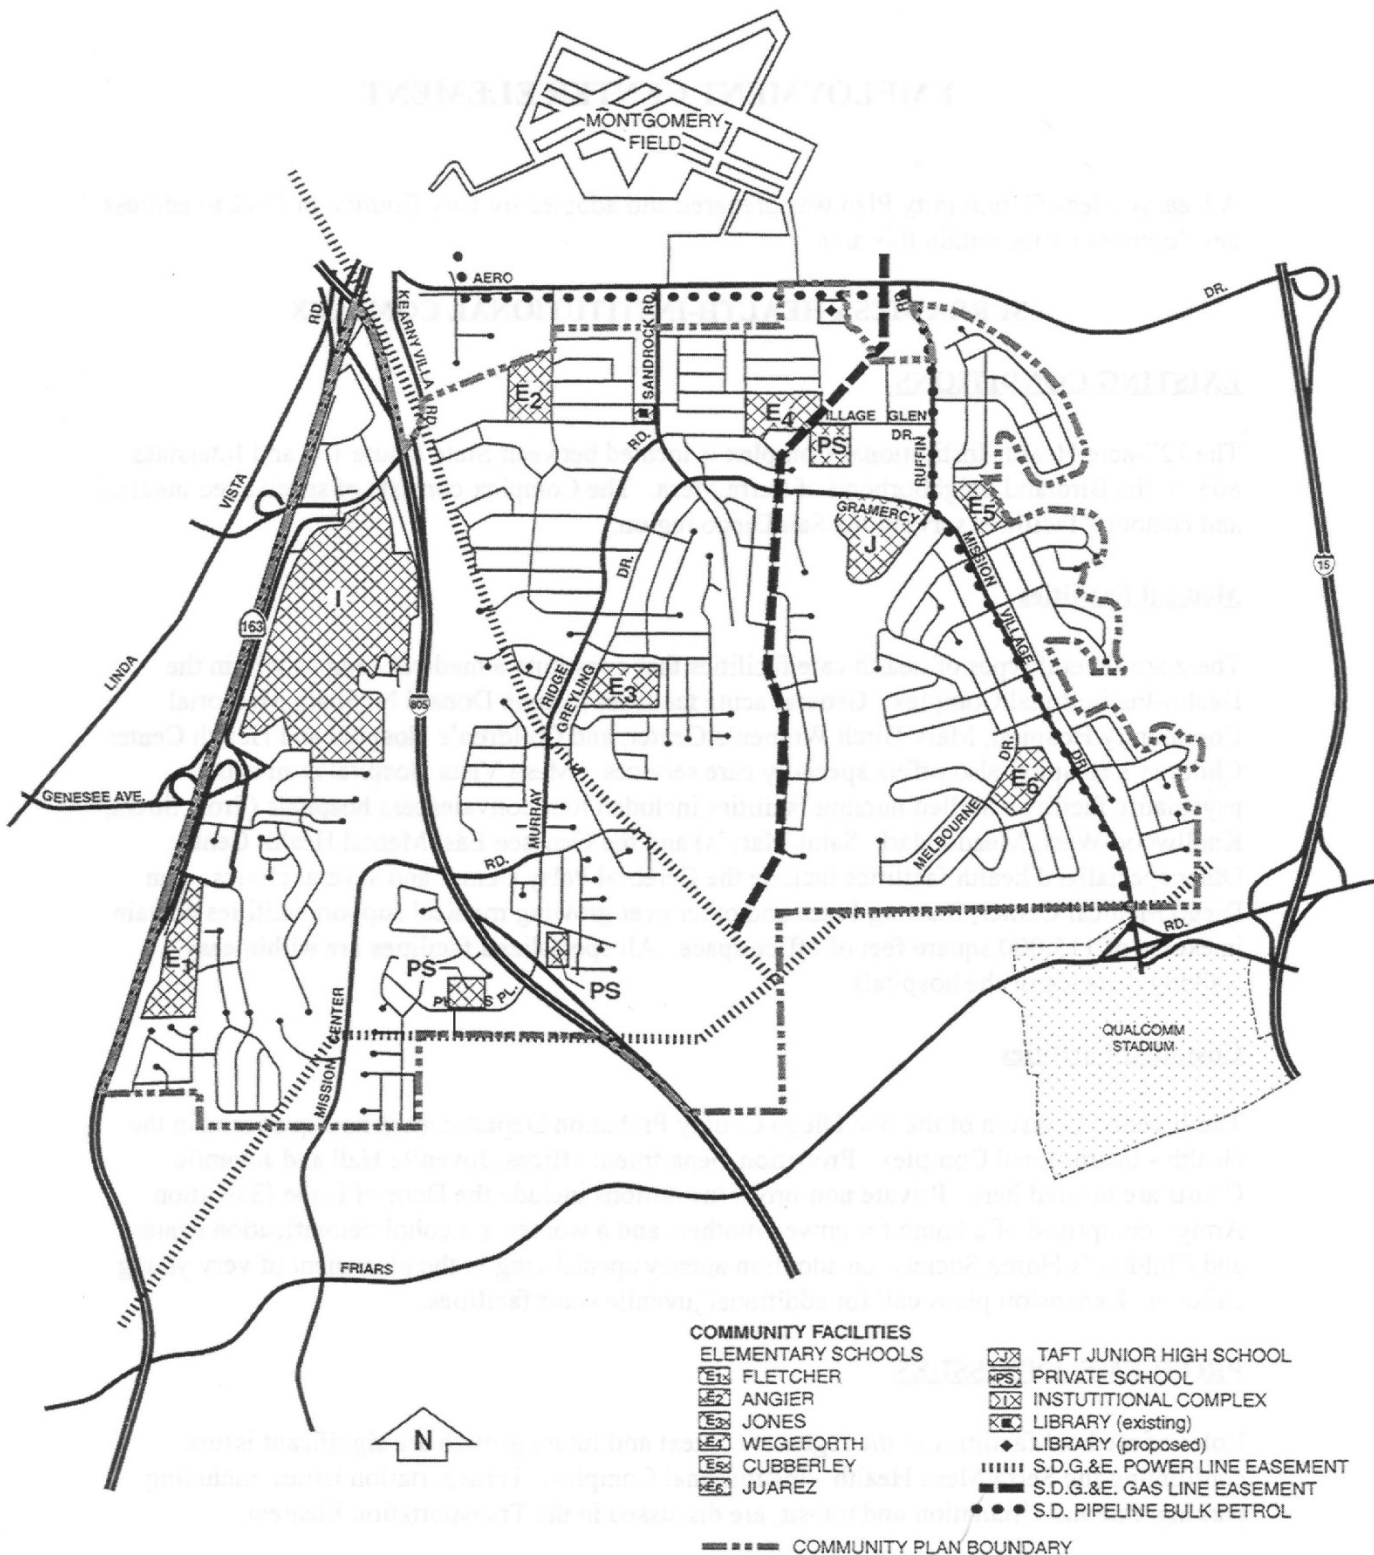 MONTGOMERY
FIELD
AERO
DR.
KEARNY VILLA
RD.
SANDROCK RD.
RD.
RD.
LINDA
VISTA
RD.
E2
E4
ILLAGE GLEN
DR.
PS
RUFFIN
E5
GRAMERCY
J
MISSION
VILLAGE
DR.
15
I
163
805
E3
RIDGE
GREYLING
DR.
MURRAY
RD.
GENESEE AVE.
E6
DR.
MELBOURNE
E1
PS
PS
PL.
MISSION
CENTER
RD.
QUALCOMM
STADIUM
FRIARS
N
COMMUNITY FACILITIES
ELEMENTARY SCHOOLS
E1 FLETCHER
E2 ANGIER
E3 JONES
E4 WEGEFORTH
E5 CUBBERLEY
E6 JUAREZ
J TAFT JUNIOR HIGH SCHOOL
PS PRIVATE SCHOOL
I INSTUTITIONAL COMPLEX
LIBRARY (existing)
LIBRARY (proposed)
S.D.G.&E. POWER LINE EASEMENT
S.D.G.&E. GAS LINE EASEMENT
S.D. PIPELINE BULK PETROL
COMMUNITY PLAN BOUNDARY